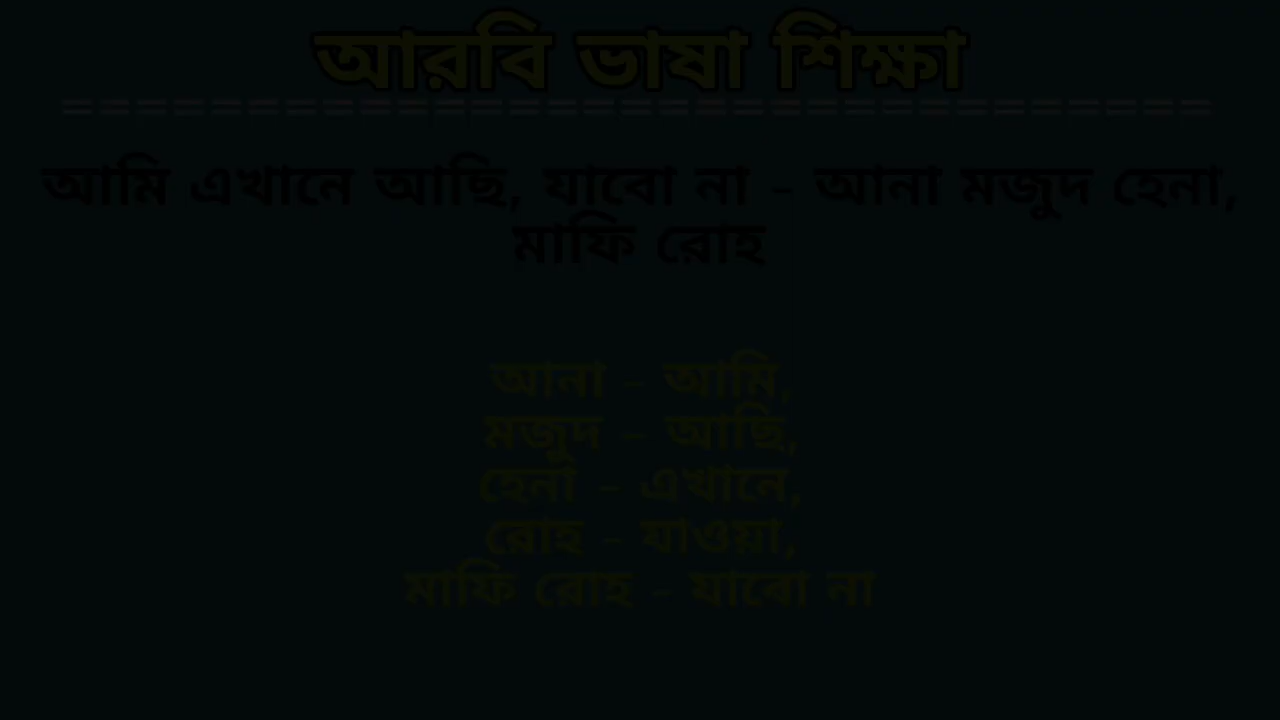 আরবি ভাষা শিক্ষা
===============================
আমি এখানে আছি, যাবো না - আনা মজুদ হেনা,
মাফি রোহ
আনা - আমি,
মজুদ - আছি,
হেনা - এখানে,
রোহ - যাওয়া,
মাফি রোহ - যাবো না